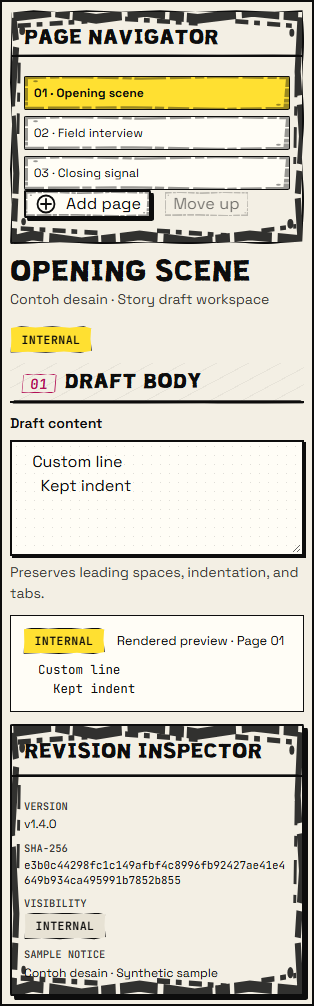 PAGE NAVIGATOR
01 · Opening scene
02 · Field interview
03 · Closing signal
Add page
Move up
OPENING SCENE
Contoh desain · Story draft workspace
INTERNAL
01 DRAFT BODY
Draft content
Custom line
Kept indent
Preserves leading spaces, indentation, and
tabs.
INTERNAL Rendered preview · Page 01
Custom line
Kept indent
REVISION INSPECTOR
VERSION
v1.4.0
SHA-256
e3b0c44298fc1c149afbf4c8996fb92427ae41e4
649b934ca495991b7852b855
VISIBILITY
INTERNAL
SAMPLE NOTICE
Contoh desain · Synthetic sample